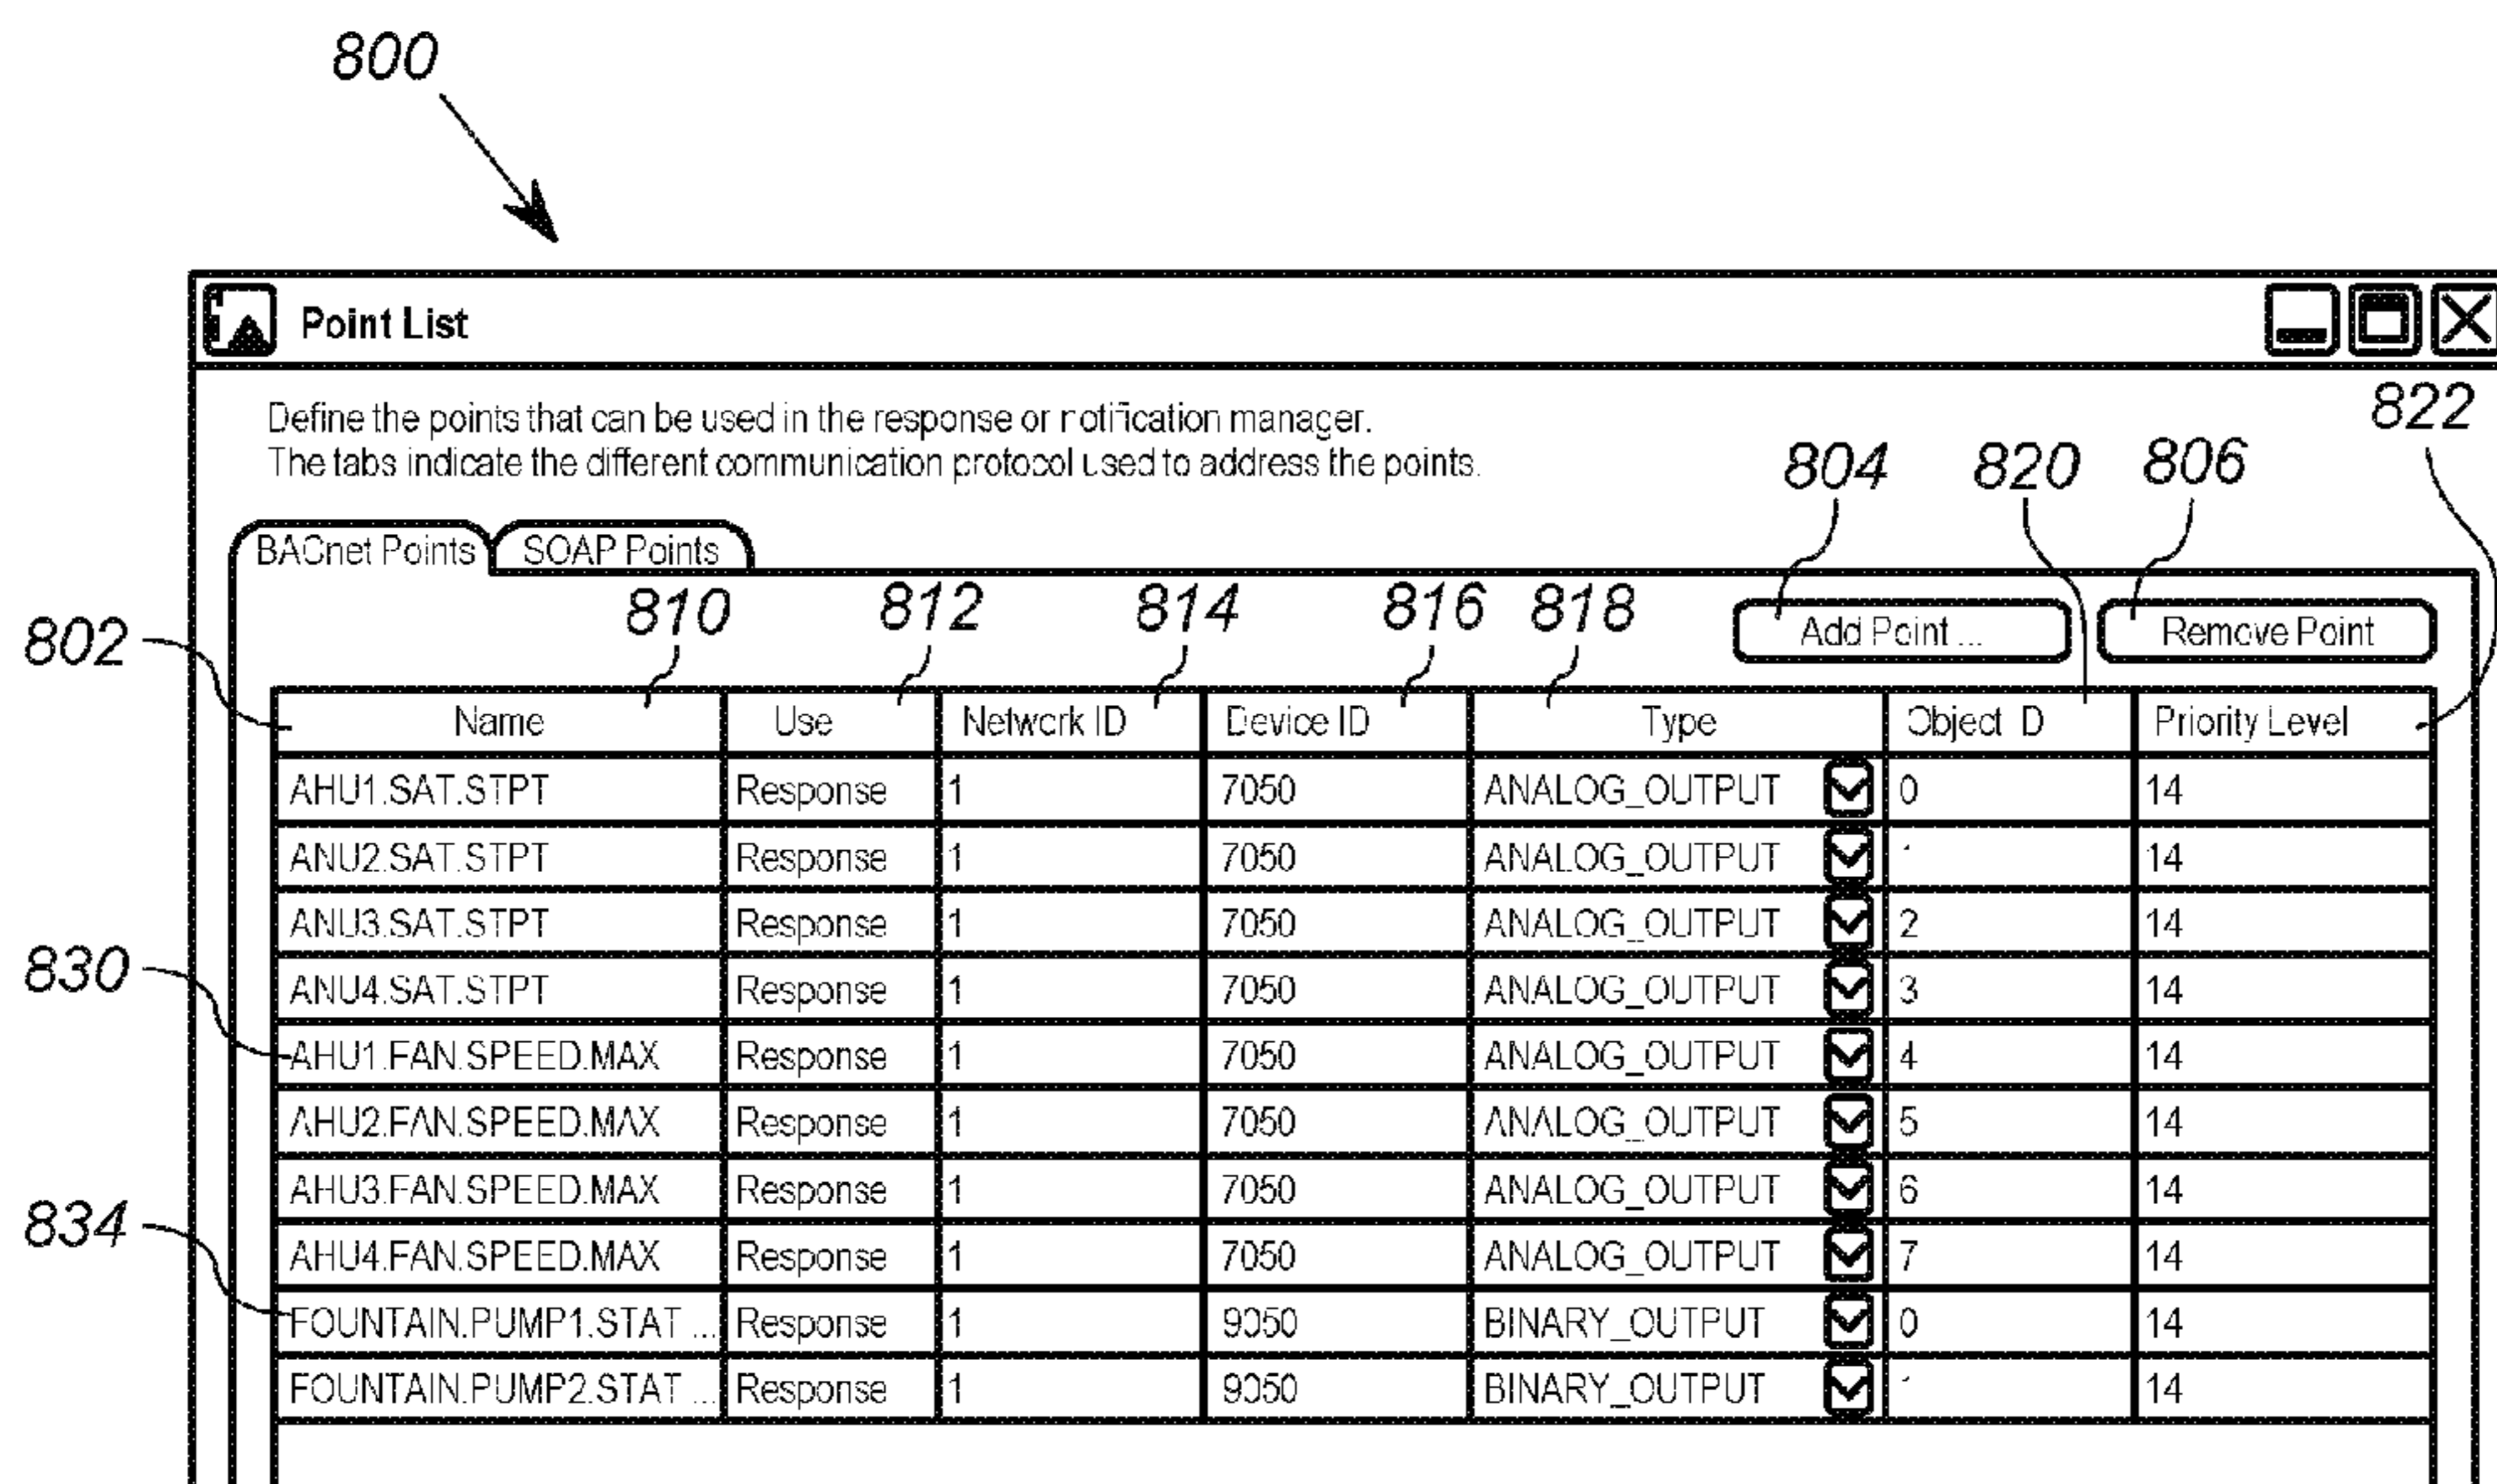 800
Point List
Define the points that can be used in the response or notification manager.
822
The tabs indicate the different communication protocol used to address the points.
804 820 806
BACnet Points SOAP Points
810 812 814 816 818
802
Add Point ... Remove Point
Name Use Network ID Device ID Type Object ID Priority Level
AHU1.SAT.STPT Response 1 7050 ANALOG_OUTPUT 0 14
ANU2.SAT.STPT Response 1 7050 ANALOG_OUTPUT 14
ANU3.SAT.STPT Response 1 7050 ANALOG_OUTPUT 2 14
830
ANU4.SAT.STPT Response 1 7050 ANALOG_OUTPUT 3 14
AHU1.FAN.SPEED.MAX Response 1 7050 ANALOG_OUTPUT 4 14
AHU2.FAN.SPEED.MAX Response 1 7050 ANALOG_OUTPUT 5 14
AHU3.FAN.SPEED.MAX Response 1 7050 ANALOG_OUTPUT 6 14
834
AHU4.FAN.SPEED.MAX Response 1 7050 ANALOG_OUTPUT 7 14
FOUNTAIN.PUMP1.STAT ... Response 1 9050 BINARY_OUTPUT 0 14
FOUNTAIN.PUMP2.STAT ... Response 1 9050 BINARY_OUTPUT 14